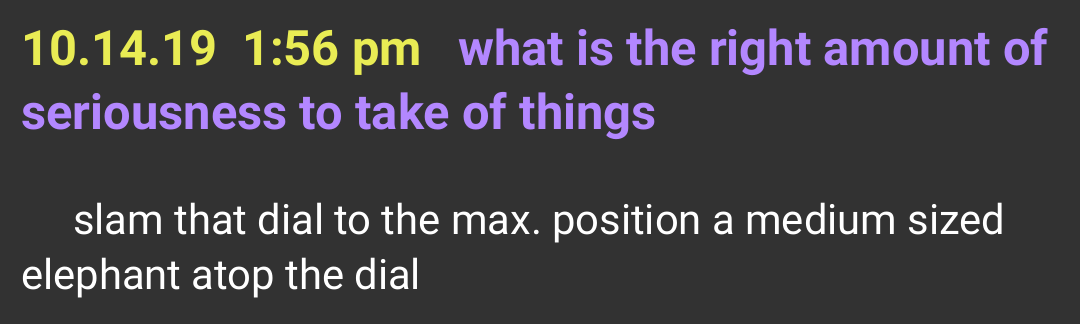 10.14.19 1:56 pm what is the right amount of
seriousness to take of things
slam that dial to the max. position a medium sized
elephant atop the dial